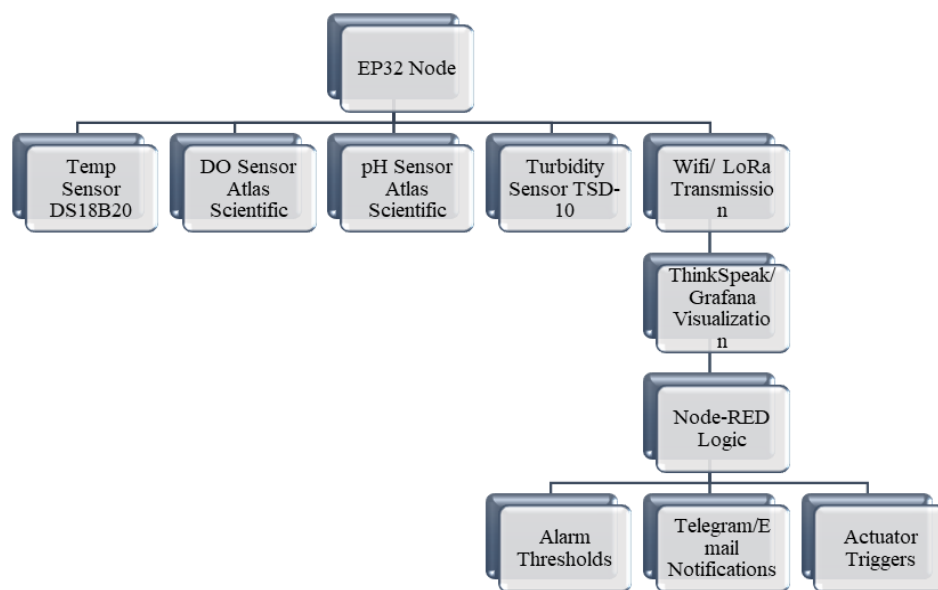 EP32 Node
Temp
Sensor
DS18B20
DO Sensor
Atlas
Scientific
pH Sensor
Atlas
Scientific
Turbidity
Sensor TSD-
10
Wifi/ LoRa
Transmissio
n
ThinkSpeak/
Grafana
Visualizatio
n
Node-RED
Logic
Alarm
Thresholds
Telegram/E
mail
Notifications
Actuator
Triggers